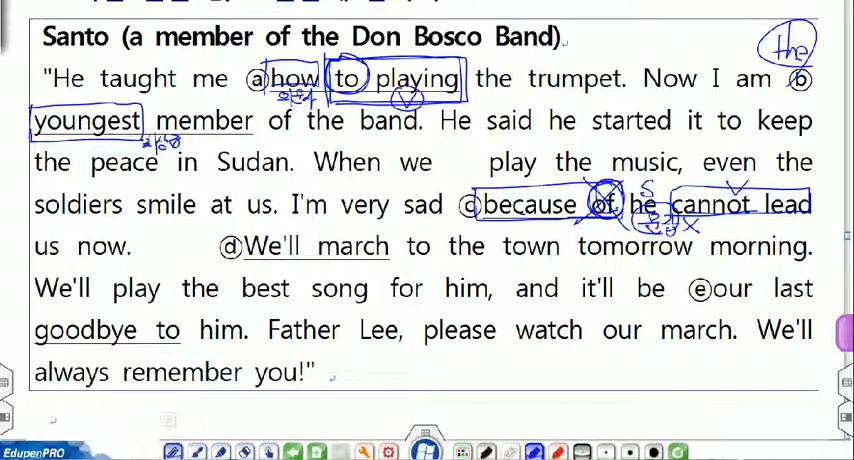 Santo (a member of the Don Bosco Band)
the
"He taught me ⓐhow to playing the trumpet. Now I am ⓑ
youngest member of the band. He said he started it to keep
the peace in Sudan. When we play the music, even the
soldiers smile at us. I'm very sad ⓒbecause of he cannot lead
us now. ⓓWe'll march to the town tomorrow morning.
We'll play the best song for him, and it'll be ⓔour last
goodbye to him. Father Lee, please watch our march. We'll
always remember you!"
EdupenPRO